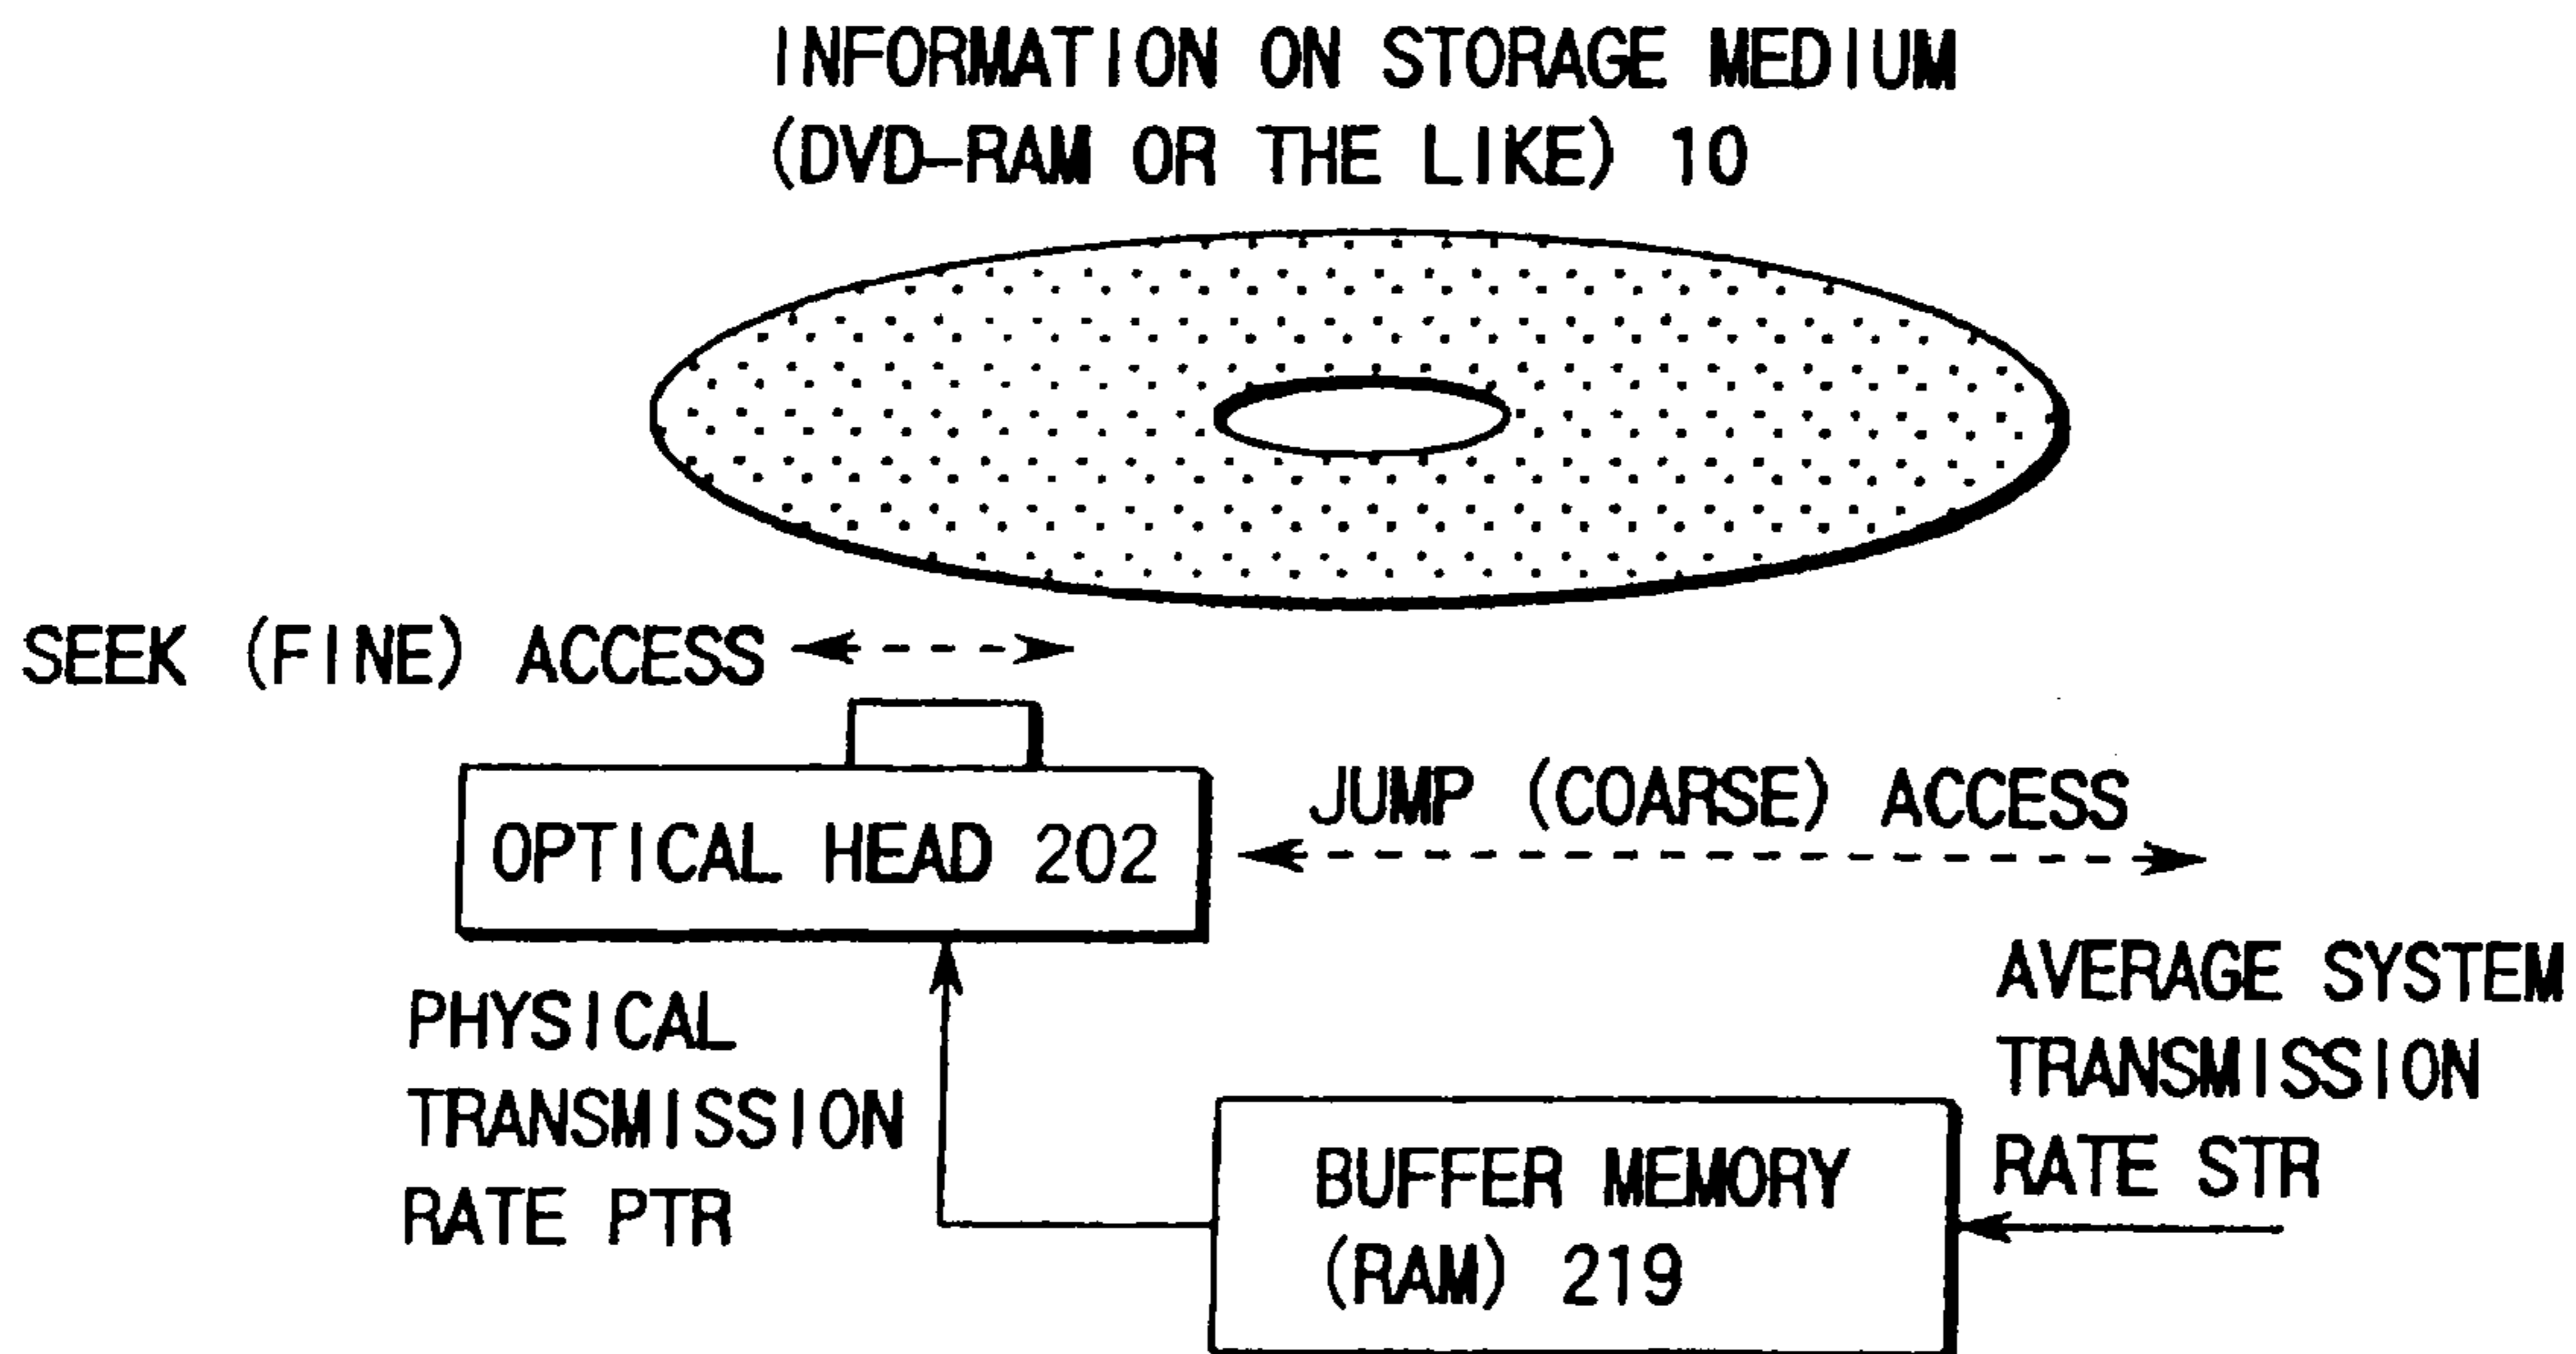 INFORMATION ON STORAGE MEDIUM
(DVD-RAM OR THE LIKE) 10
SEEK (FINE) ACCESS
OPTICAL HEAD 202
JUMP (COARSE) ACCESS
PHYSICAL
TRANSMISSION
RATE PTR
AVERAGE SYSTEM
TRANSMISSION
RATE STR
BUFFER MEMORY
(RAM) 219